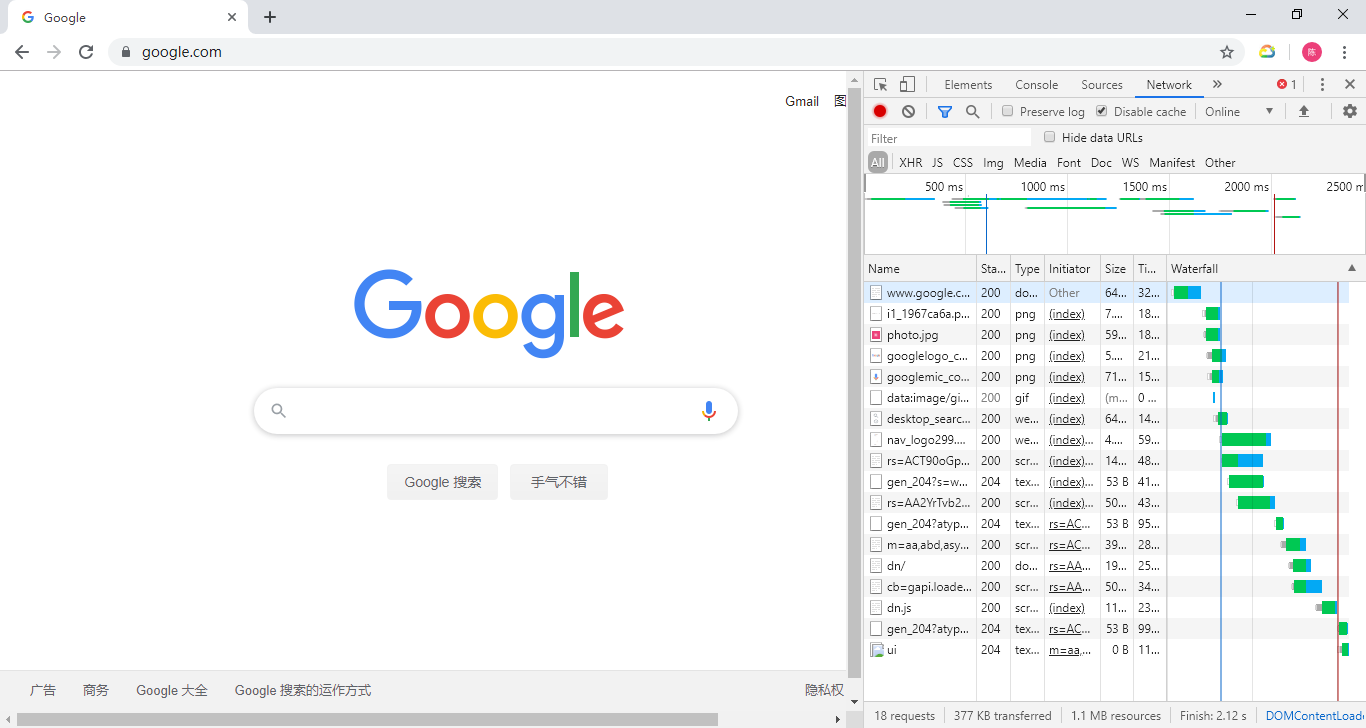 Google
google.com
陈
Gmail
Google
Google 搜索 手气不错
广告 商务 Google 大全 Google 搜索的运作方式 隐私权
Elements Console Sources Network 1
Preserve log Disable cache Online
Filter Hide data URLs
All XHR JS CSS Img Media Font Doc WS Manifest Other
500 ms 1000 ms 1500 ms 2000 ms 2500 m
Name Sta... Type Initiator Size Ti... Waterfall
www.google.c... 200 do... Other 64... 32...
i1_1967ca6a.p... 200 png (index) 7.... 18...
photo.jpg 200 png (index) 59... 18...
googlelogo_c... 200 png (index) 5.... 21...
googlemic_co... 200 png (index) 71... 15...
data:image/gi... 200 gif (index) (m... 0 ...
desktop_searc... 200 we... (index) 64... 14...
nav_logo299.... 200 we... (index)... 4.... 59...
rs=ACT90oGp... 200 scr... (index)... 14... 48...
gen_204?s=w... 204 tex... (index)... 53 B 41...
rs=AA2YrTvb2... 200 scr... (index)... 50... 43...
gen_204?atyp... 204 tex... rs=AC... 53 B 95...
m=aa,abd,asy... 200 scr... rs=AC... 39... 28...
dn/ 200 do... rs=AA... 19... 25...
cb=gapi.loade... 200 scr... rs=AA... 50... 34...
dn.js 200 scr... (index) 11... 23...
gen_204?atyp... 204 tex... rs=AC... 53 B 99...
ui 204 tex... m=aa,... 0 B 11...
18 requests 377 KB transferred 1.1 MB resources Finish: 2.12 s DOMContentLoade